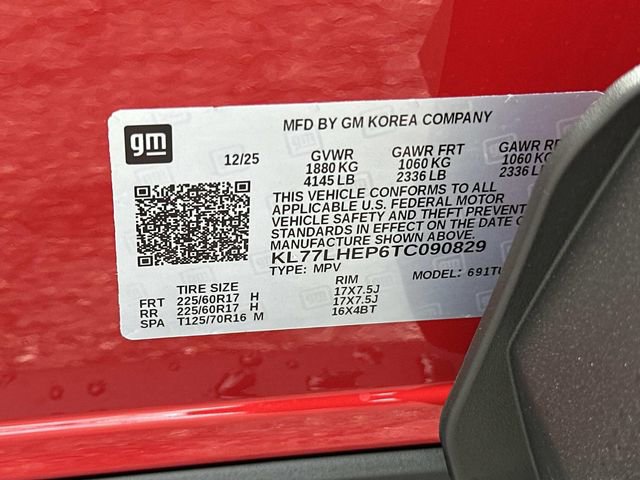 gm
MFD BY GM KOREA COMPANY
12/25 GVWR GAWR FRT GAWR
1880 KG 1060 KG 1060 KG
4145 LB 2336 LB 2336 LB
THIS VEHICLE CONFORMS TO ALL
APPLICABLE U.S. FEDERAL MOTOR
VEHICLE SAFETY AND THEFT PREVENT
STANDARDS IN EFFECT ON THE DATE OF
MANUFACTURE SHOWN ABOVE.
KL77LHEP6TC090829
TYPE: MPV MODEL: 691
TIRE SIZE RIM
FRT 225/60R17 H 17X7.5J
RR 225/60R17 H 17X7.5J
SPA T125/70R16 M 16X4BT